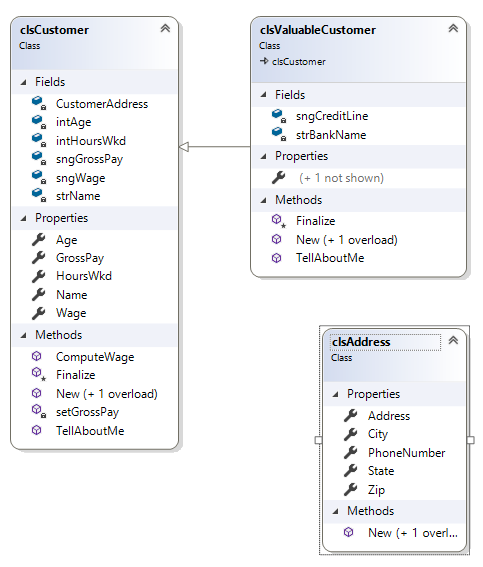 clsCustomer
Class
Fields
CustomerAddress
intAge
intHoursWkd
sngGrossPay
sngWage
strName
Properties
Age
GrossPay
HoursWkd
Name
Wage
Methods
ComputeWage
Finalize
New (+ 1 overload)
setGrossPay
TellAboutMe
clsValuableCustomer
Class
clsCustomer
Fields
sngCreditLine
strBankName
Properties
(+ 1 not shown)
Methods
Finalize
New (+ 1 overload)
TellAboutMe
clsAddress
Class
Properties
Address
City
PhoneNumber
State
Zip
Methods
New (+ 1 overl...